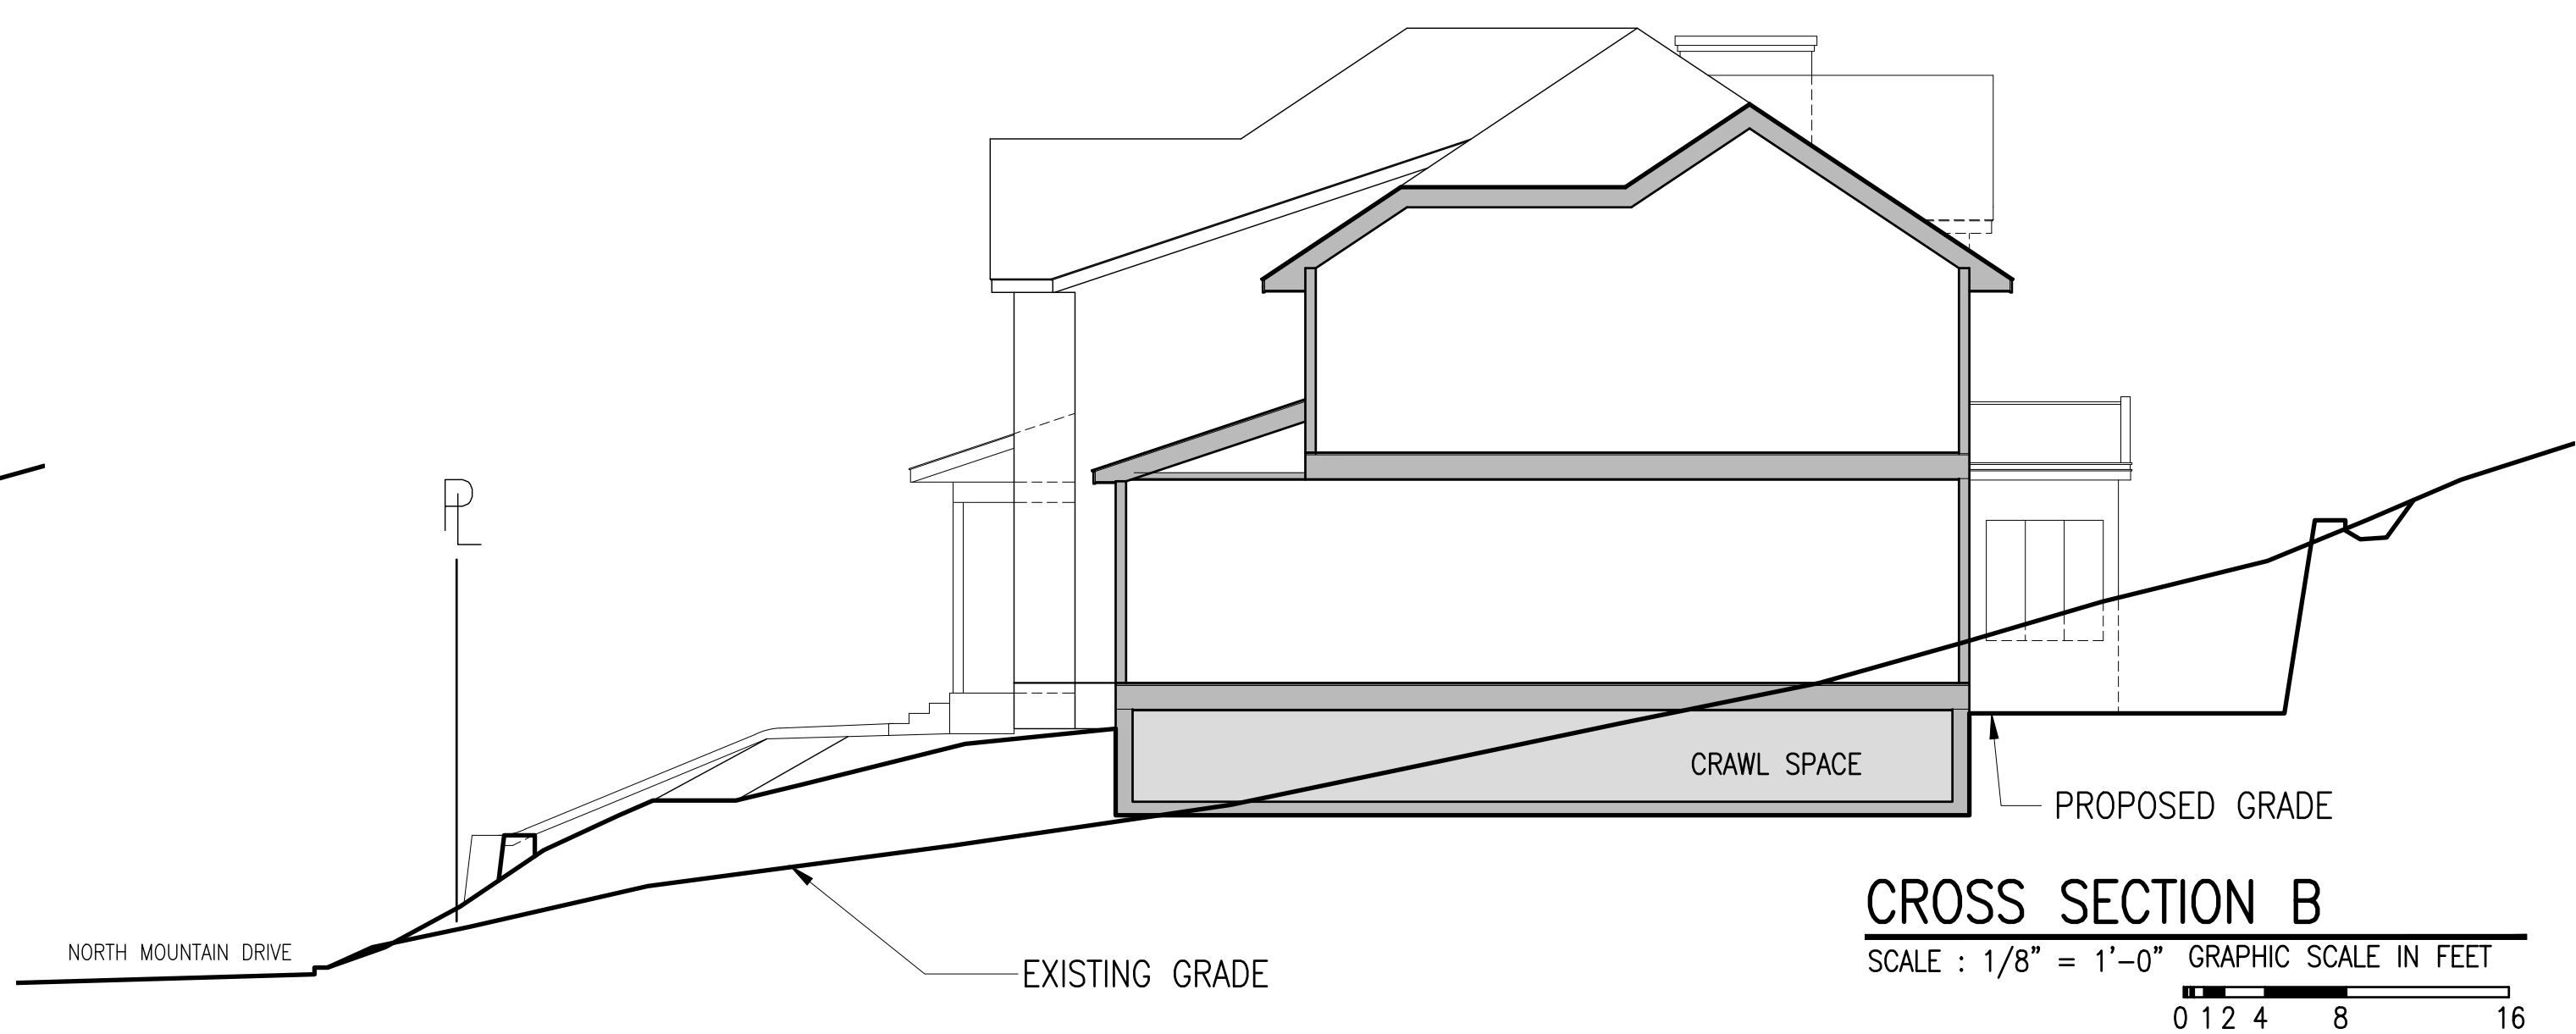 PL
CRAWL SPACE
PROPOSED GRADE
NORTH MOUNTAIN DRIVE
EXISTING GRADE
CROSS SECTION B
SCALE : 1/8" = 1'-0" GRAPHIC SCALE IN FEET
0 1 2 4 8 16